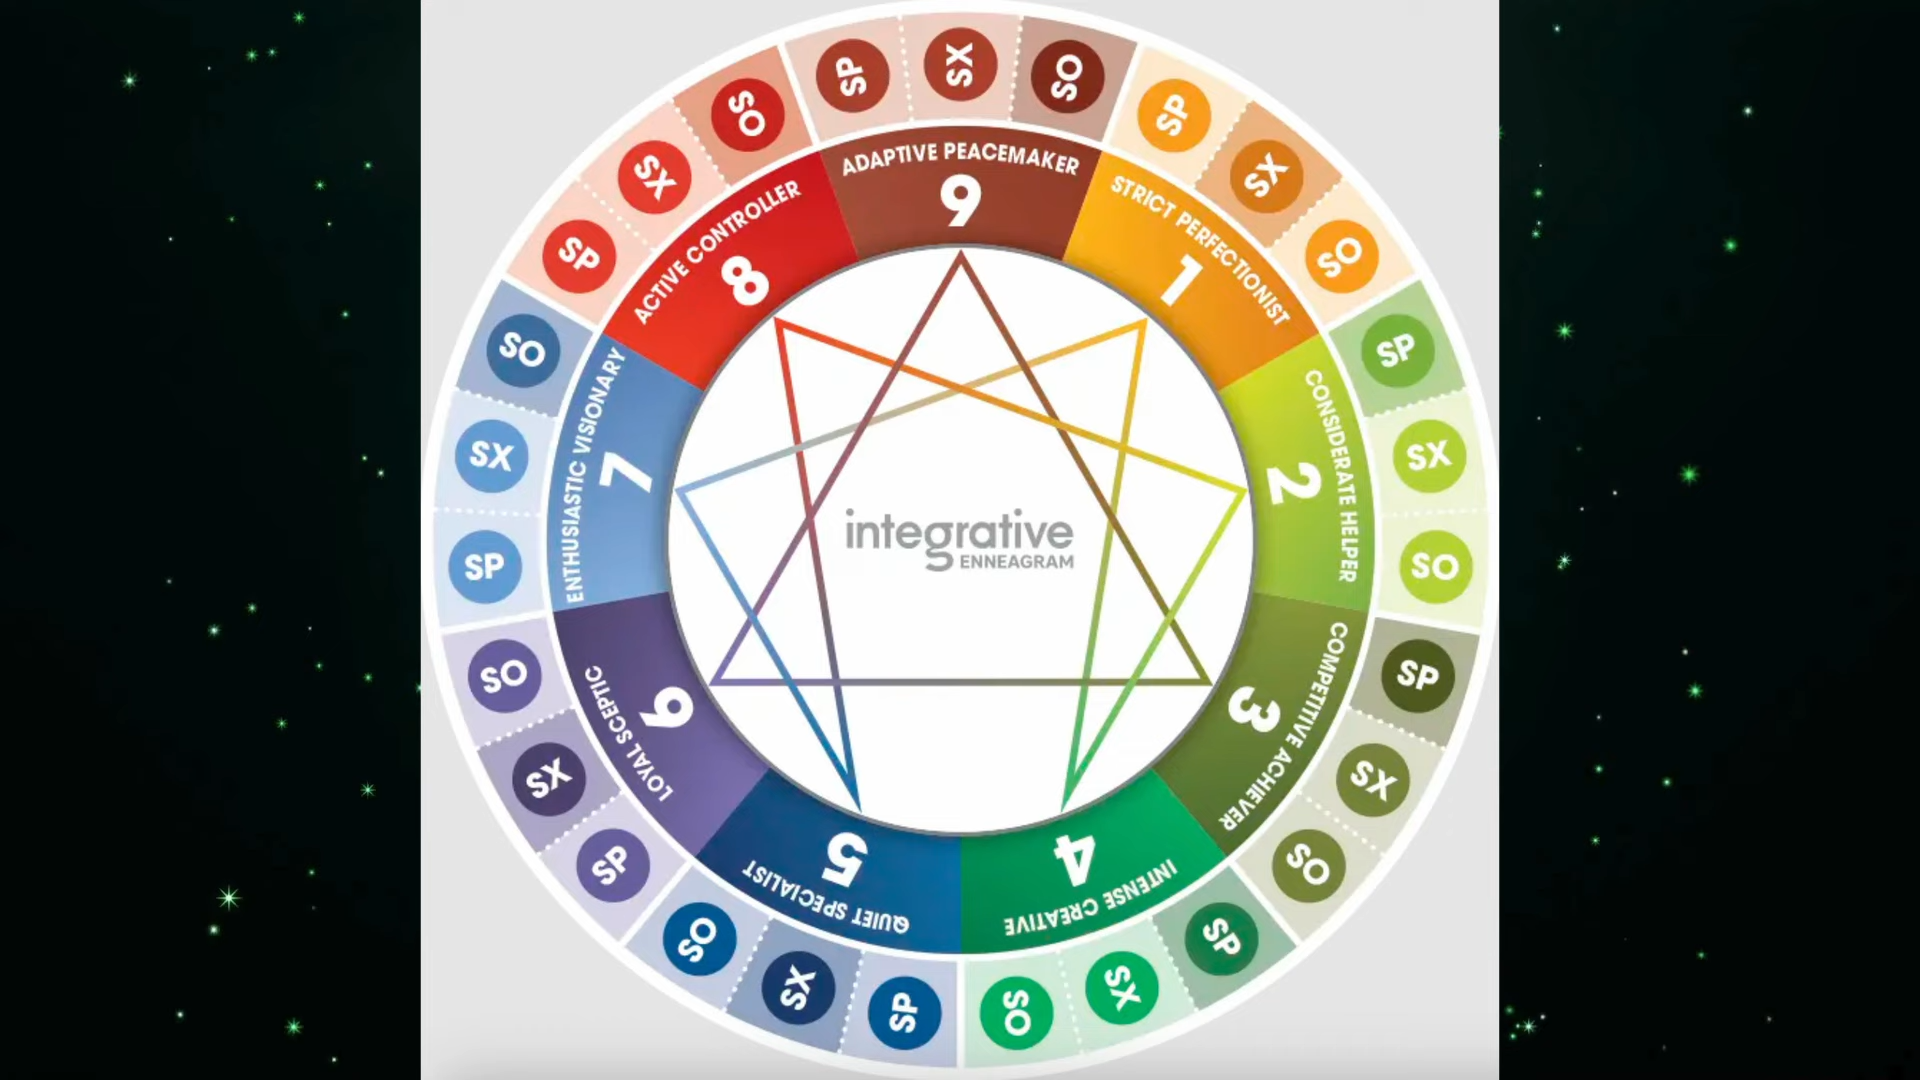 SP
SX
SO
ADAPTIVE PEACEMAKER
9
SP
SX
SO
STRICT PERFECTIONIST
1
SP
SX
SO
CONSIDERATE HELPER
2
SP
SX
SO
COMPETITIVE ACHIEVER
3
SP
SX
SO
INTENSE CREATIVE
4
SP
SX
SO
QUIET SPECIALIST
5
SP
SX
SO
LOYAL SCEPTIC
6
SP
SX
SO
ENTHUSIASTIC VISIONARY
7
SP
SX
SO
ACTIVE CONTROLLER
8
integrative
ENNEAGRAM